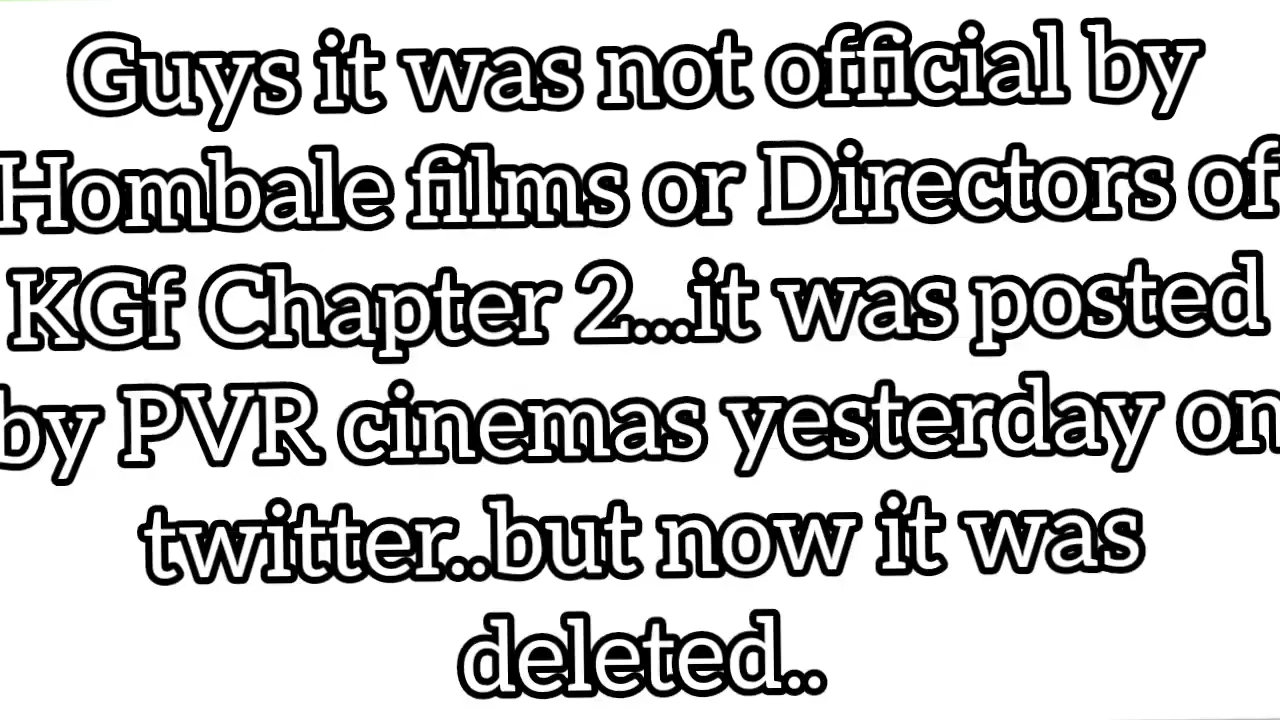 Guys it was not official by
Hombale films or Directors of
KGf Chapter 2...it was posted
by PVR cinemas yesterday on
twitter..but now it was
deleted..